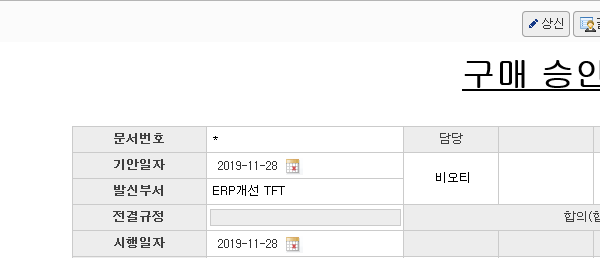 상신
구매 승인
문서번호 * 담당
기안일자 2019-11-28
비오티
발신부서 ERP개선 TFT
전결규정 합의(합
시행일자 2019-11-28